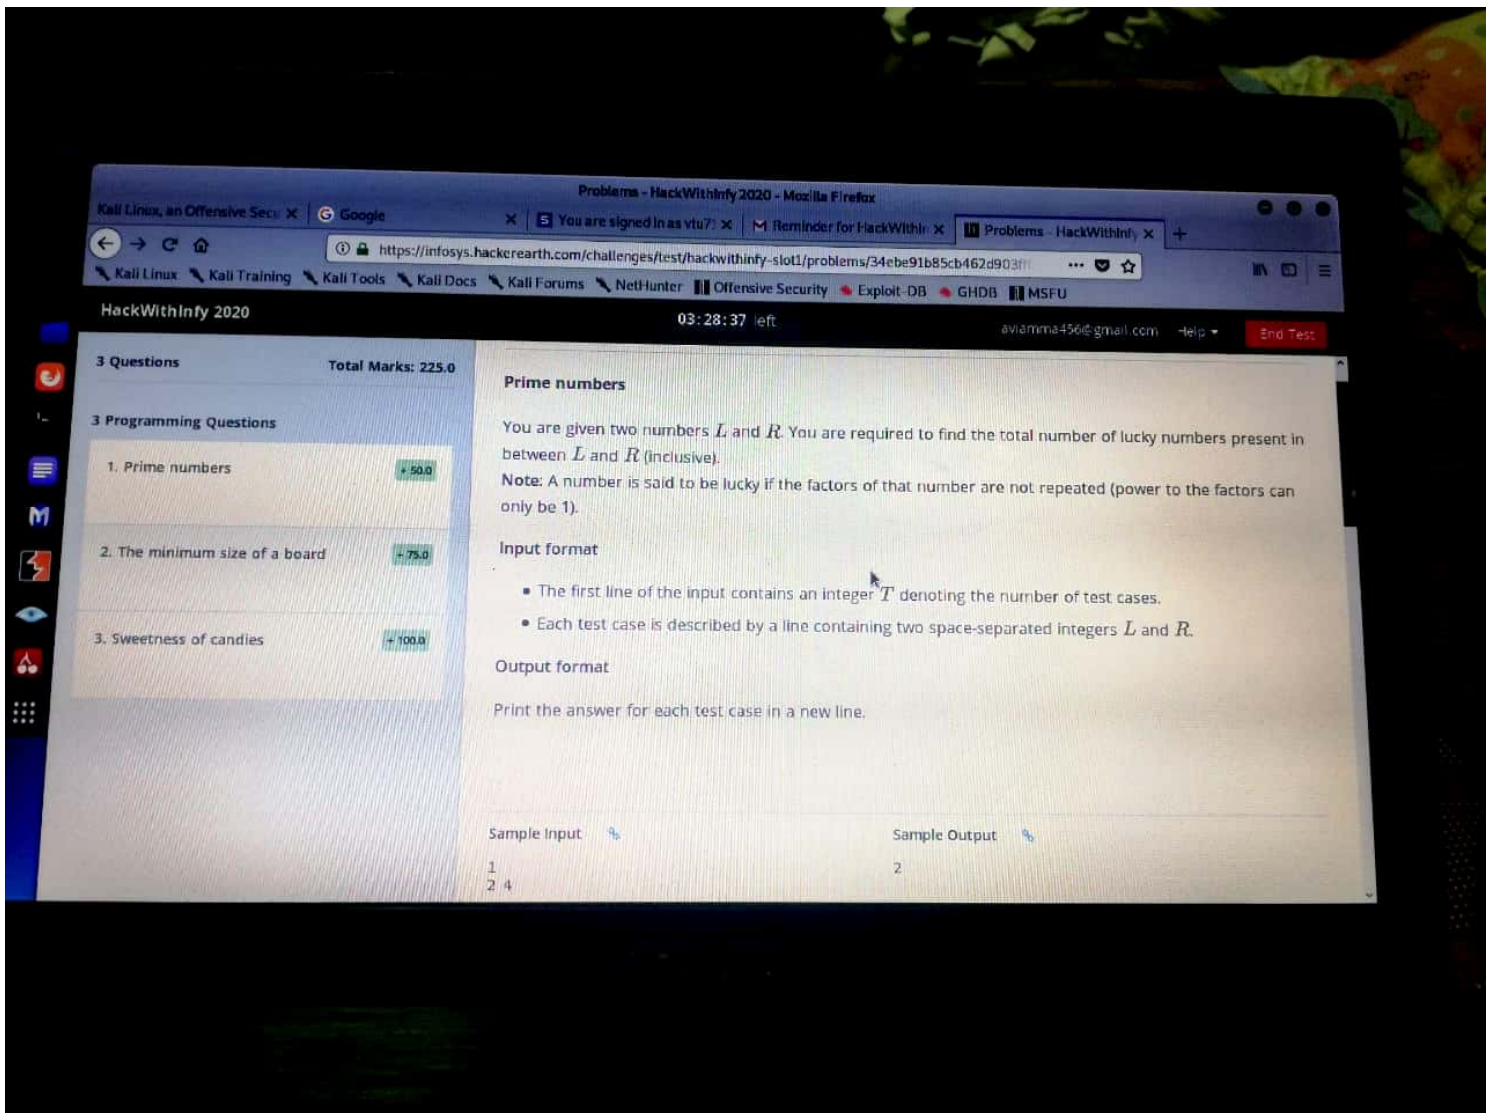 Problems - HackWithInfy 2020 - Mozilla Firefox
Kali Linux, an Offensive Secu × Google × You are signed in as vtu7 × Reminder for HackWithIn × Problems - HackWithInfy × +
https://infosys.hackerearth.com/challenges/test/hackwithinfy-slot1/problems/34ebe91b85cb462d903
Kali Linux Kali Training Kali Tools Kali Docs Kali Forums NetHunter Offensive Security Exploit-DB GHDB MSFU
HackWithInfy 2020
03:28:37 left
aviamma456@gmail.com Help End Test
3 Questions Total Marks: 225.0
3 Programming Questions
1. Prime numbers + 50.0
2. The minimum size of a board + 75.0
3. Sweetness of candies + 100.0
Prime numbers
You are given two numbers L and R. You are required to find the total number of lucky numbers present in
between L and R (inclusive).
Note: A number is said to be lucky if the factors of that number are not repeated (power to the factors can
only be 1).
Input format
• The first line of the input contains an integer T denoting the number of test cases.
• Each test case is described by a line containing two space-separated integers L and R.
Output format
Print the answer for each test case in a new line.
Sample Input
1
2 4
Sample Output
2